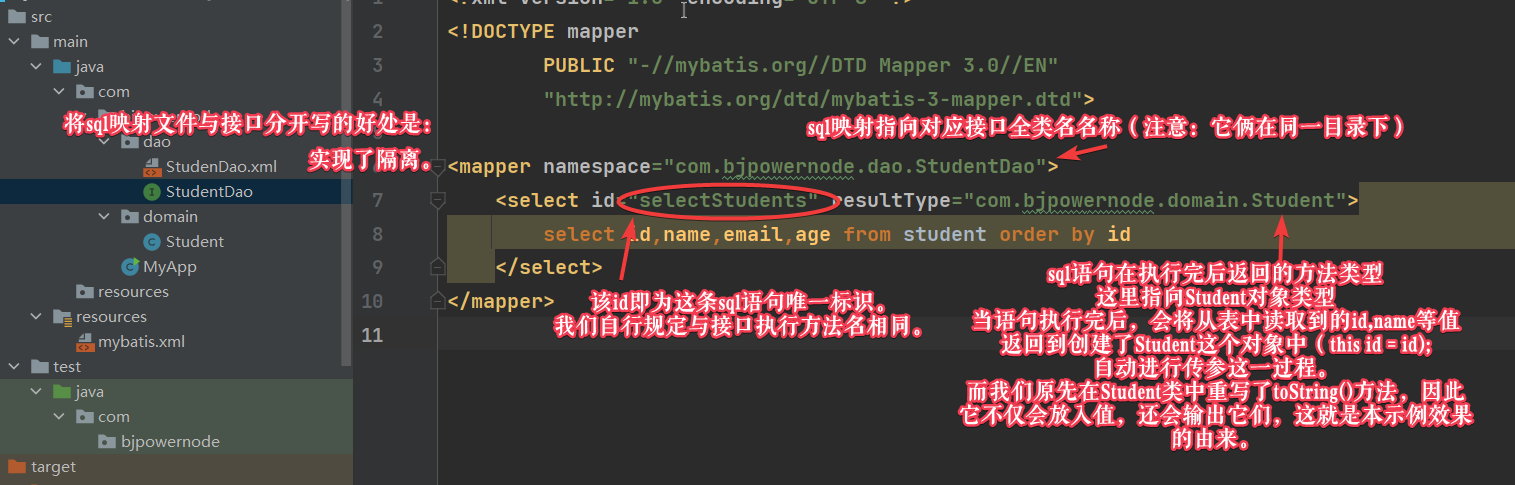 src
main
java
com
dao
StudenDao.xml
StudentDao
domain
Student
MyApp
resources
resources
mybatis.xml
test
java
com
bjpowernode
target
将sql映射文件与接口分开写的好处是：
实现了隔离。
2 <!DOCTYPE mapper
3 PUBLIC "-//mybatis.org//DTD Mapper 3.0//EN"
4 "http://mybatis.org/dtd/mybatis-3-mapper.dtd">
sql映射指向对应接口全类名名称（注意：它俩在同一目录下）
<mapper namespace="com.bjpowernode.dao.StudentDao">
7 <select id="selectStudents" resultType="com.bjpowernode.domain.Student">
8 select id,name,email,age from student order by id
9 </select>
10 </mapper>
11
该id即为这条sql语句唯一标识。
我们自行规定与接口执行方法名相同。
sql语句在执行完后返回的方法类型
这里指向Student对象类型
当语句执行完后，会将从表中读取到的id,name等值
返回到创建了Student这个对象中（this id = id);
自动进行传参这一过程。
而我们原先在Student类中重写了toString()方法，因此
它不仅会放入值，还会输出它们，这就是本示例效果
的由来。